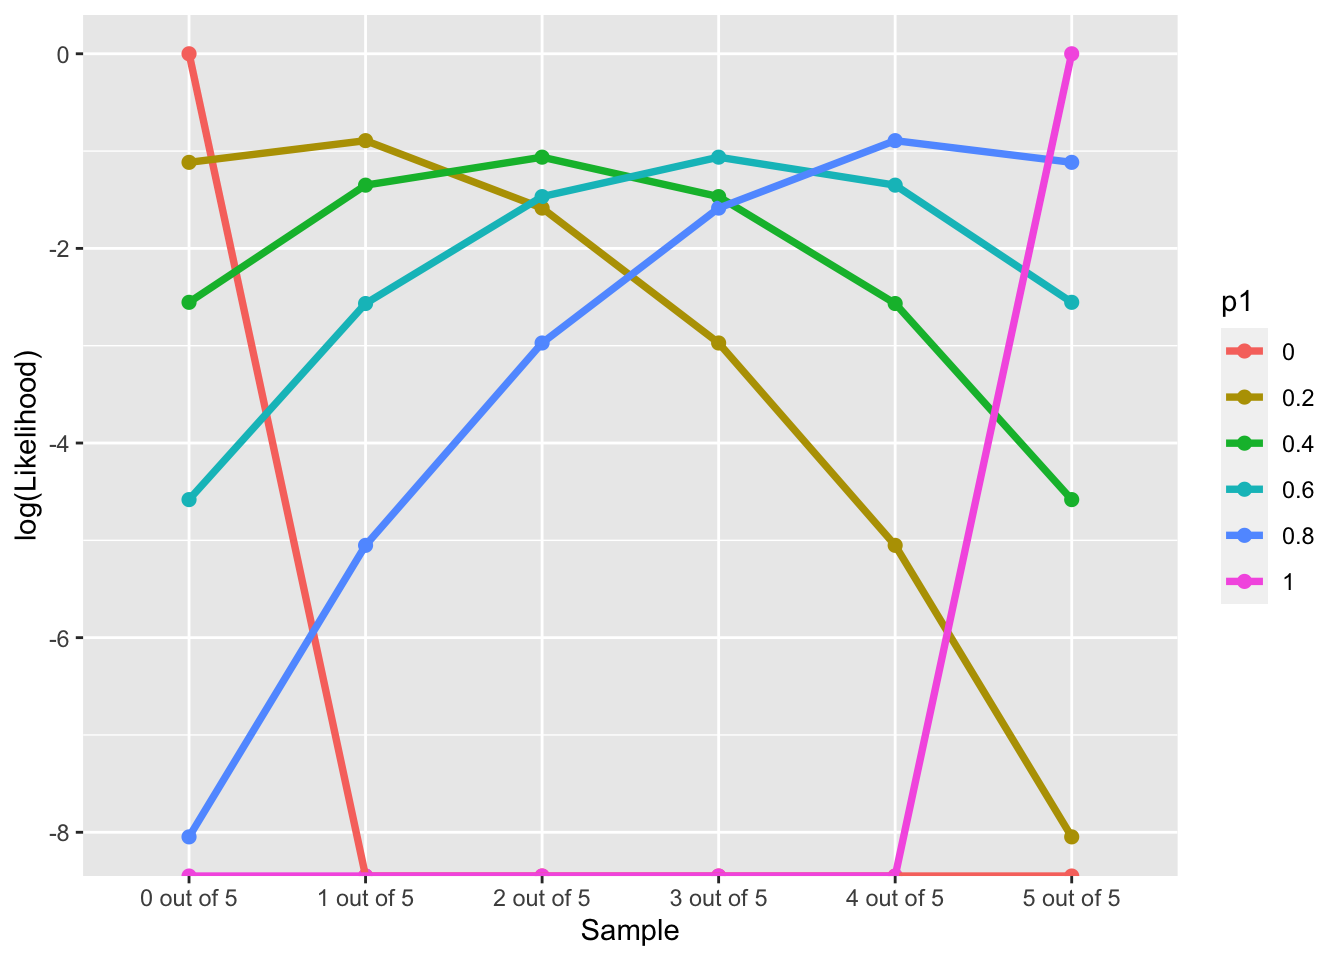 0
-2
-4
-6
-8
log(Likelihood)
0 out of 5
1 out of 5
2 out of 5
3 out of 5
4 out of 5
5 out of 5
Sample
p1
0
0.2
0.4
0.6
0.8
1